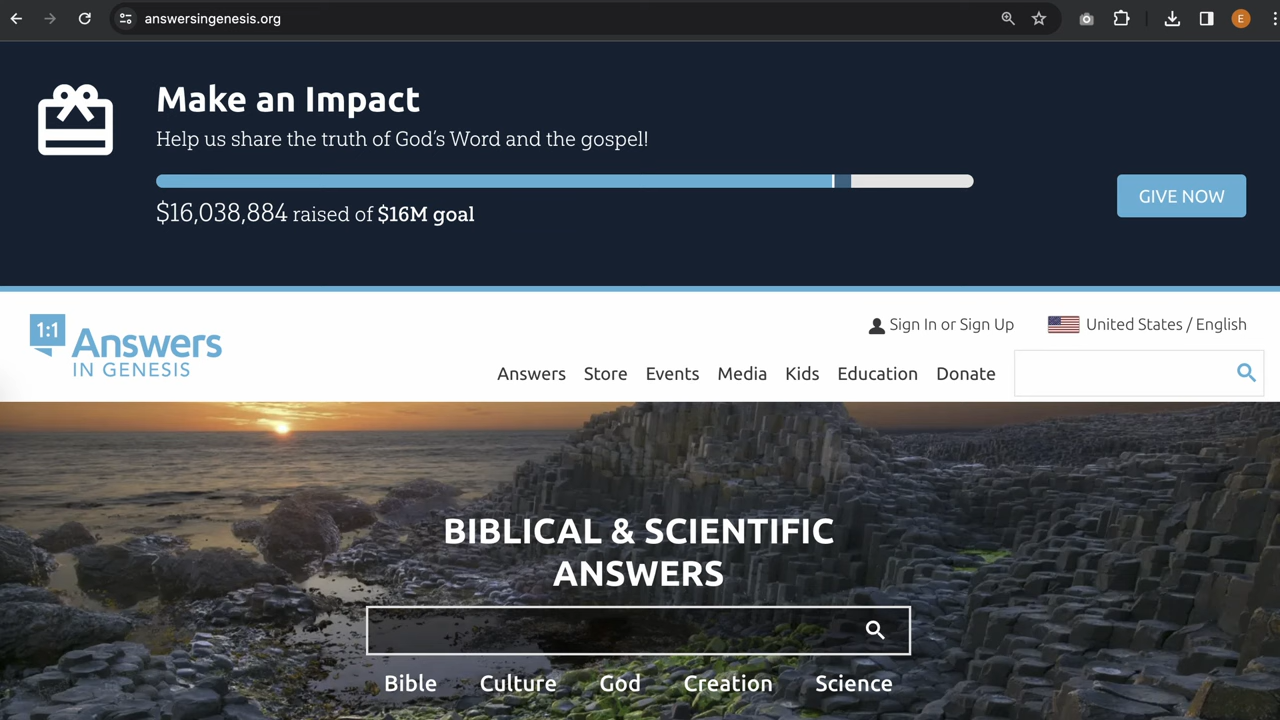 answersingenesis.org
E
Make an Impact
Help us share the truth of God's Word and the gospel!
$16,038,884 raised of $16M goal
GIVE NOW
1:1 Answers
IN GENESIS
Sign In or Sign Up
United States / English
Answers Store Events Media Kids Education Donate
BIBLICAL & SCIENTIFIC
ANSWERS
Bible Culture God Creation Science